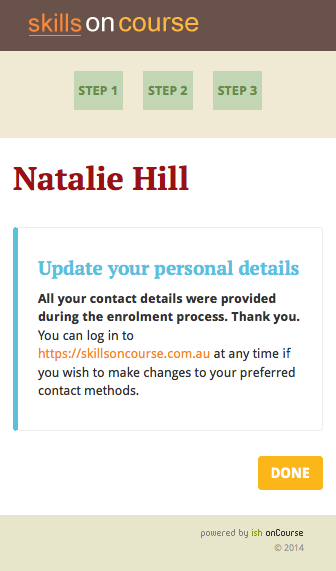 skills on course
STEP 1 STEP 2 STEP 3
Natalie Hill
Update your personal details
All your contact details were provided
during the enrolment process. Thank you.
You can log in to
https://skillsoncourse.com.au at any time if
you wish to make changes to your preferred
contact methods.
DONE
powered by ish onCourse
© 2014